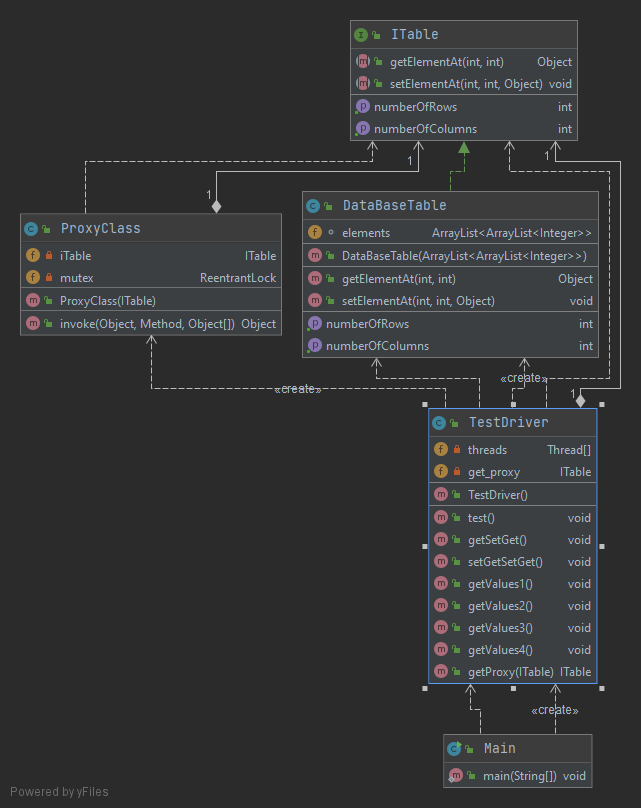 ITable
getElementAt(int, int) Object
setElementAt(int, int, Object) void
numberOfRows int
numberOfColumns int
1
1
1
ProxyClass
iTable ITable
mutex ReentrantLock
ProxyClass(ITable)
invoke(Object, Method, Object[]) Object
DataBaseTable
elements ArrayList<ArrayList<Integer>>
DataBaseTable(ArrayList<ArrayList<Integer>>)
getElementAt(int, int) Object
setElementAt(int, int, Object) void
numberOfRows int
numberOfColumns int
«create»
«create»
1
TestDriver
threads Thread[]
get_proxy ITable
TestDriver()
test() void
getSetGet() void
setGetSetGet() void
getValues1() void
getValues2() void
getValues3() void
getValues4() void
getProxy(ITable) ITable
«create»
Main
main(String[]) void
Powered by yFiles